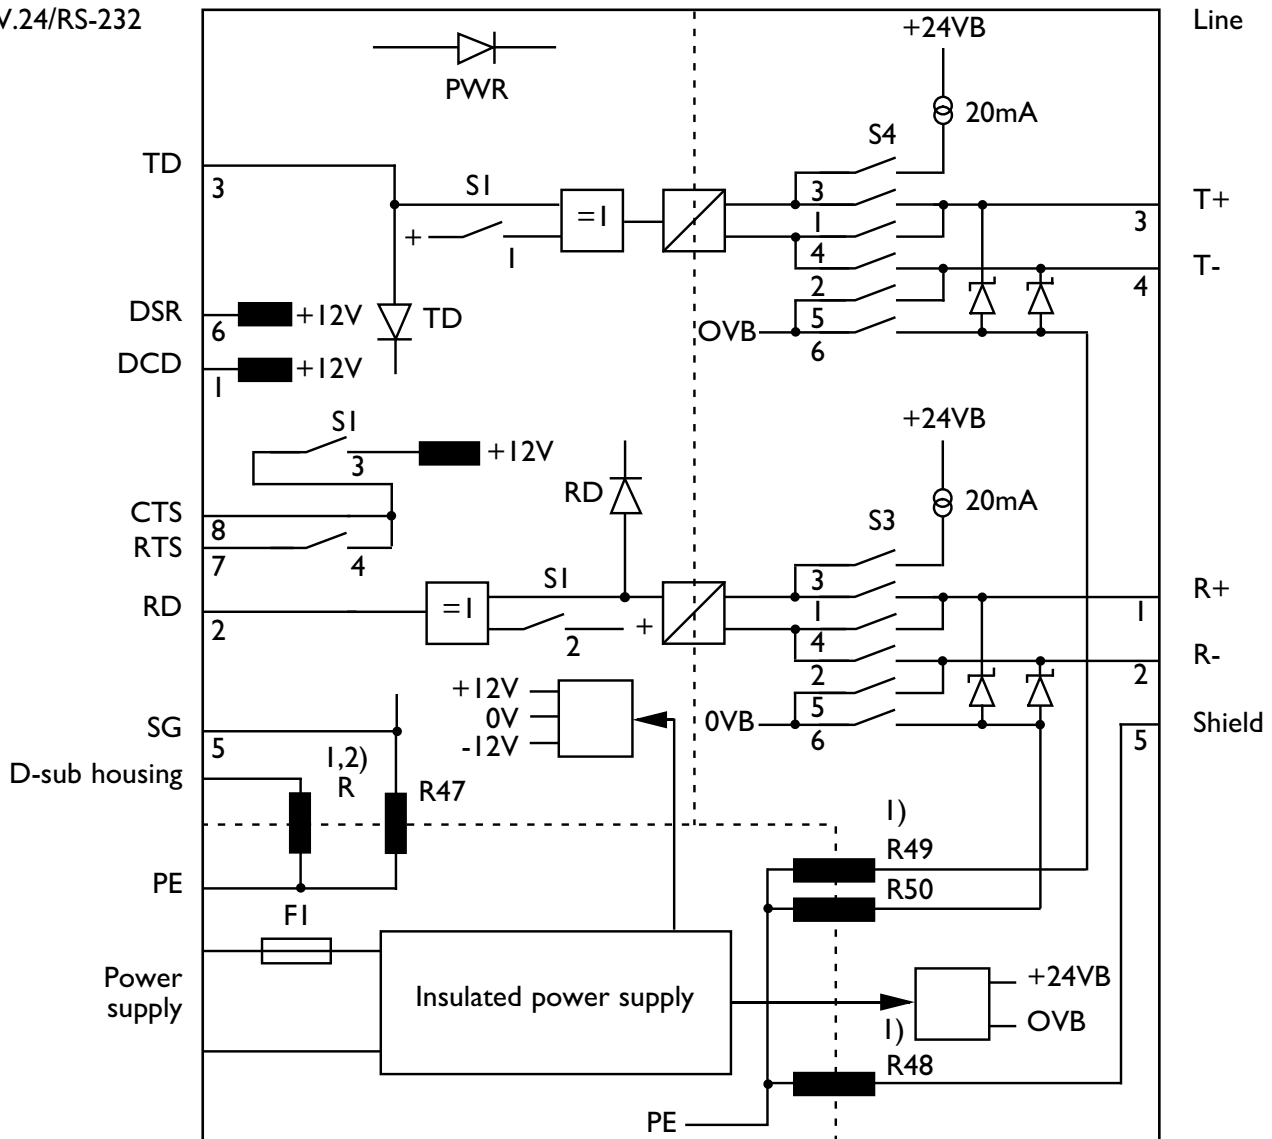 V.24/RS-232
Line
+24VB
PWR
20mA
S4
TD
3
S1
=1
+
1
3
1
4
2
5
6
T+
3
T-
4
DSR
6
+12V
TD
OVB
DCD
1
+12V
S1
3
+12V
+24VB
RD
20mA
CTS
8
RTS
7
4
S3
S1
RD
2
=1
2
+
3
1
4
2
5
6
R+
1
R-
2
+12V
0V
-12V
0VB
Shield
5
SG
5
D-sub housing
1,2)
R
R47
1)
R49
R50
PE
F1
Power
supply
Insulated power supply
+24VB
OVB
1)
R48
PE